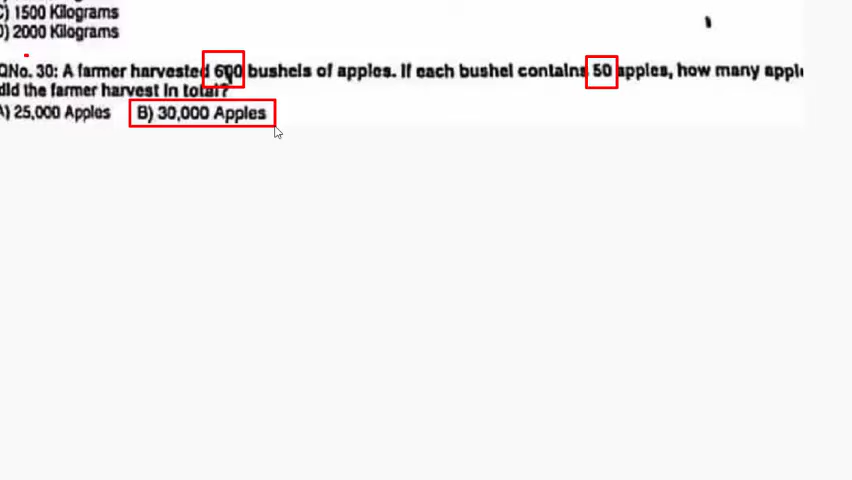 C) 1500 Kilograms
D) 2000 Kilograms
QNo. 30: A farmer harvested 600 bushels of apples. If each bushel contains 50 apples, how many
did the farmer harvest in total?
A) 25,000 Apples B) 30,000 Apples